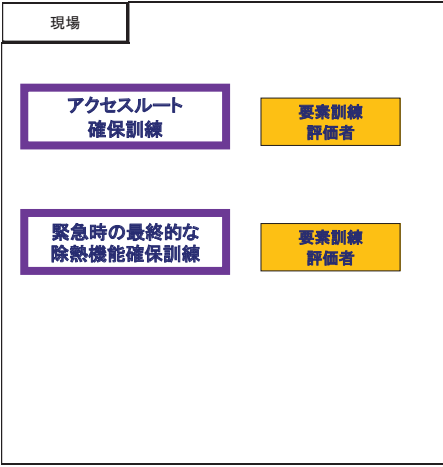 現場
アクセスルート
確保訓練
要素訓練
評価者
緊急時の最終的な
除熱機能確保訓練
要素訓練
評価者